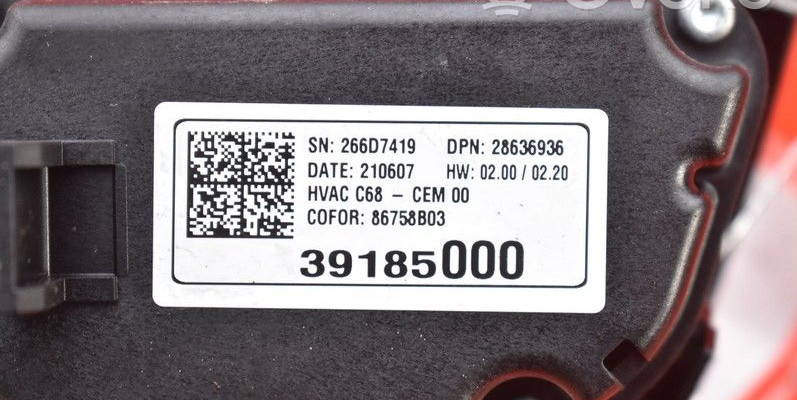 SN: 266D7419 DPN: 28636936
DATE: 210607 HW: 02.00 / 02.20
HVAC C68 - CEM 00
COFOR: 86758B03
39185000